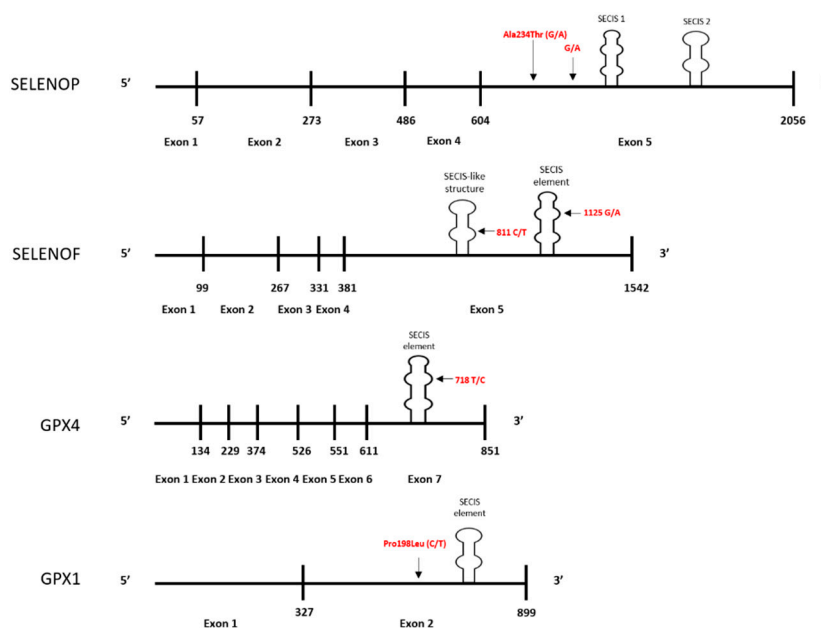 SECIS 1
SECIS 2
Ala234Thr (G/A)
G/A
SELENOP
5'
57
273
486
604
2056
Exon 1
Exon 2
Exon 3
Exon 4
Exon 5
SECIS-like
structure
SECIS
element
1125 G/A
811 C/T
SELENOF
5'
3'
99
267
331
381
1542
Exon 1
Exon 2
Exon 3
Exon 4
Exon 5
SECIS
element
718 T/C
GPX4
5'
3'
134
229
374
526
551
611
851
Exon 1
Exon 2
Exon 3
Exon 4
Exon 5
Exon 6
Exon 7
SECIS
element
Pro198Leu (C/T)
GPX1
5'
3'
327
899
Exon 1
Exon 2